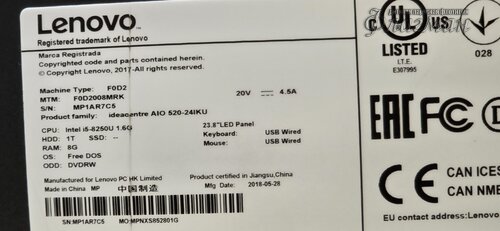 Lenovo
Registered trademark of Lenovo
Marca Registrada
Copyrighted code and parts contained herein.
© Copyright Lenovo, 2017-All rights reserved.
Machine Type: F0D2
MTM: F0D2008MRK
S/N: MP1AR7C5
20V 4.5A
Product family: ideacentre AIO 520-24IKU
CPU: Intel i5-8250U 1.6G
HDD: 1T SSD: --
RAM: 8G
OS: Free DOS
ODD: DVDRW
23.8"LED Panel
Keyboard: USB Wired
Mouse: USB Wired
Manufactured for Lenovo PC HK Limited
Made in China MP 中国制造
Product certified in Jiangsu,China
Mfg Date: 2018-05-28
SN:MP1AR7C5 MO:MPNXS852801G
C UL US
LISTED
I.T.E.
E307995
028
EAC FC
CE
CAN ICES
CAN NME
EU contact address:Lenovo